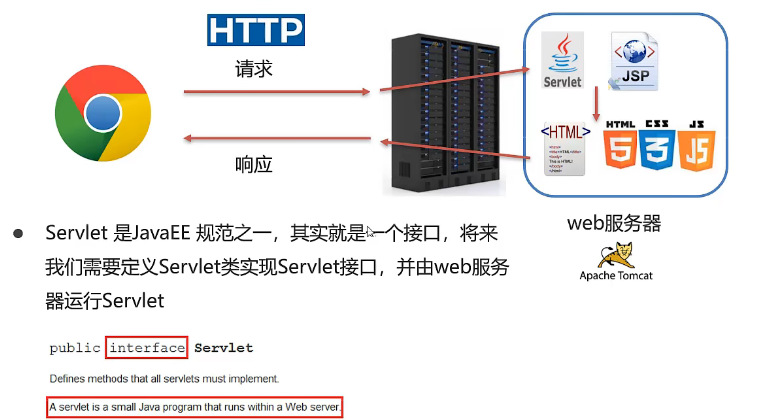 HTTP
请求
响应
Servlet
JSP
<HTML>
This is HTML!
HTML
CSS
JS
5
3
JS
web服务器
Apache Tomcat
Servlet 是JavaEE 规范之一，其实就是一个接口，将来
我们需要定义Servlet类实现Servlet接口，并由web服务
器运行Servlet
public interface Servlet
Defines methods that all servlets must implement.
A servlet is a small Java program that runs within a Web server.